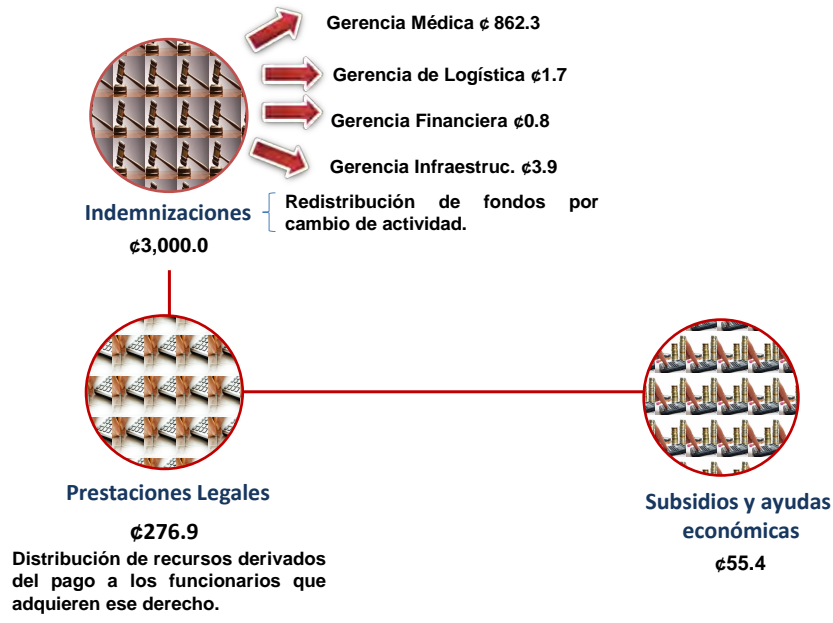 Gerencia Médica ¢ 862.3
Gerencia de Logística ¢1.7
Gerencia Financiera ¢0.8
Gerencia Infraestruc. ¢3.9
Indemnizaciones
¢3,000.0
Redistribución de fondos por
cambio de actividad.
Prestaciones Legales
¢276.9
Distribución de recursos derivados
del pago a los funcionarios que
adquieren ese derecho.
Subsidios y ayudas
económicas
¢55.4